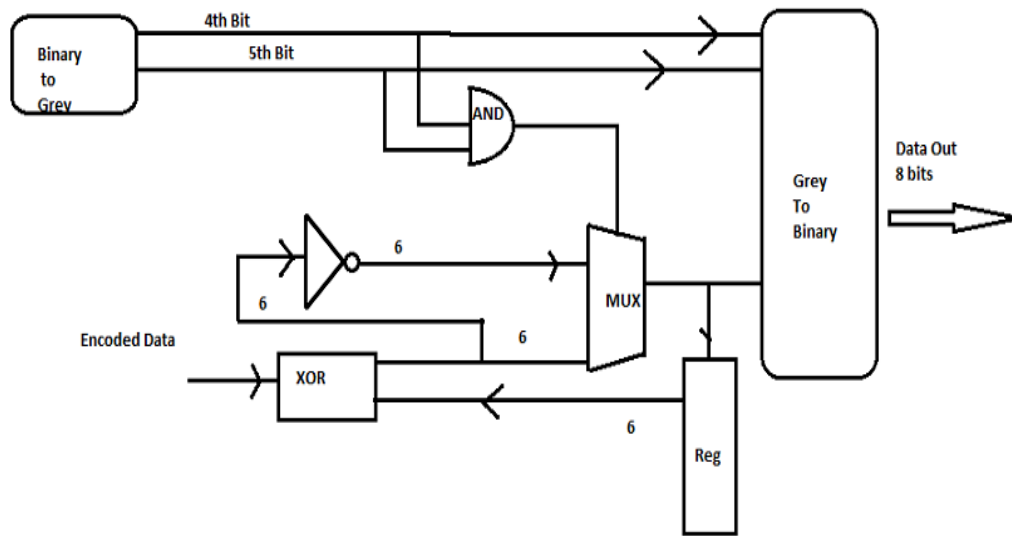 4th Bit
Binary
to
Grey
5th Bit
AND
Data Out
8 bits
Grey
To
Binary
6
MUX
6
6
Encoded Data
XOR
6
Reg